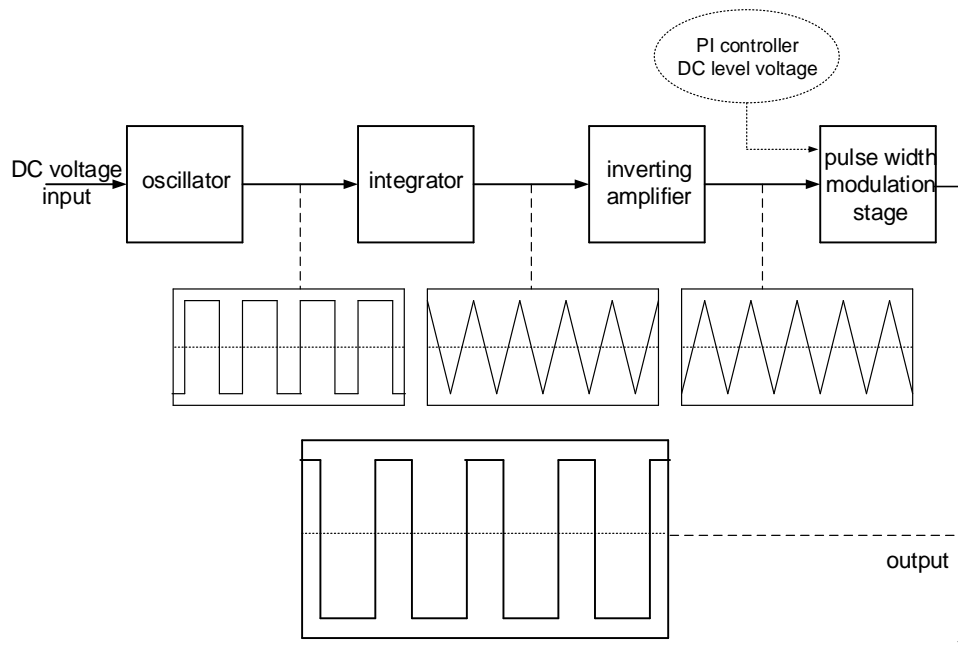 PI controller
DC level voltage
DC voltage
input
oscillator
integrator
inverting
amplifier
pulse width
modulation
stage
output